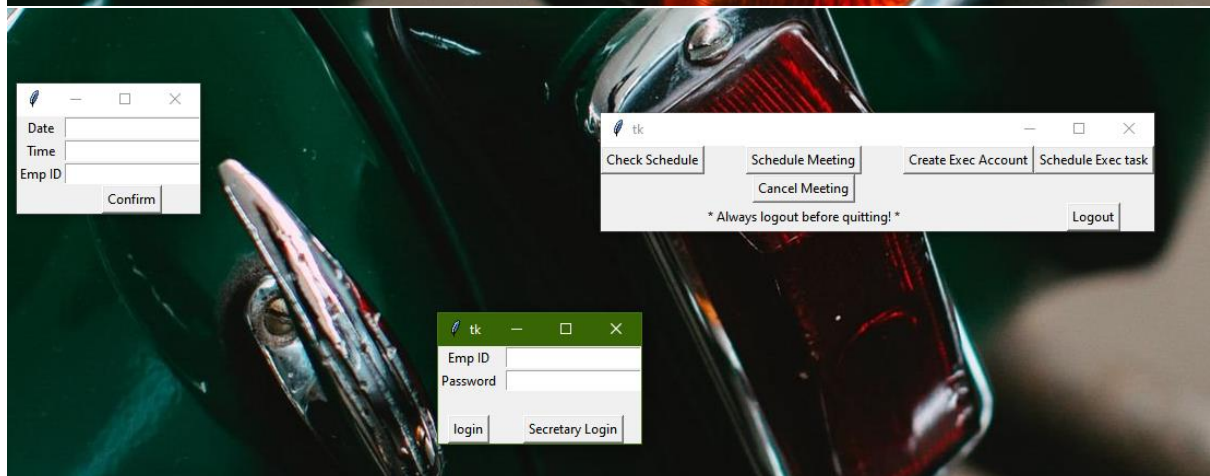 Date
Time
Emp ID
Confirm
tk
Check Schedule Schedule Meeting Create Exec Account Schedule Exec task
Cancel Meeting
* Always logout before quitting! * Logout
tk
Emp ID
Password
login Secretary Login